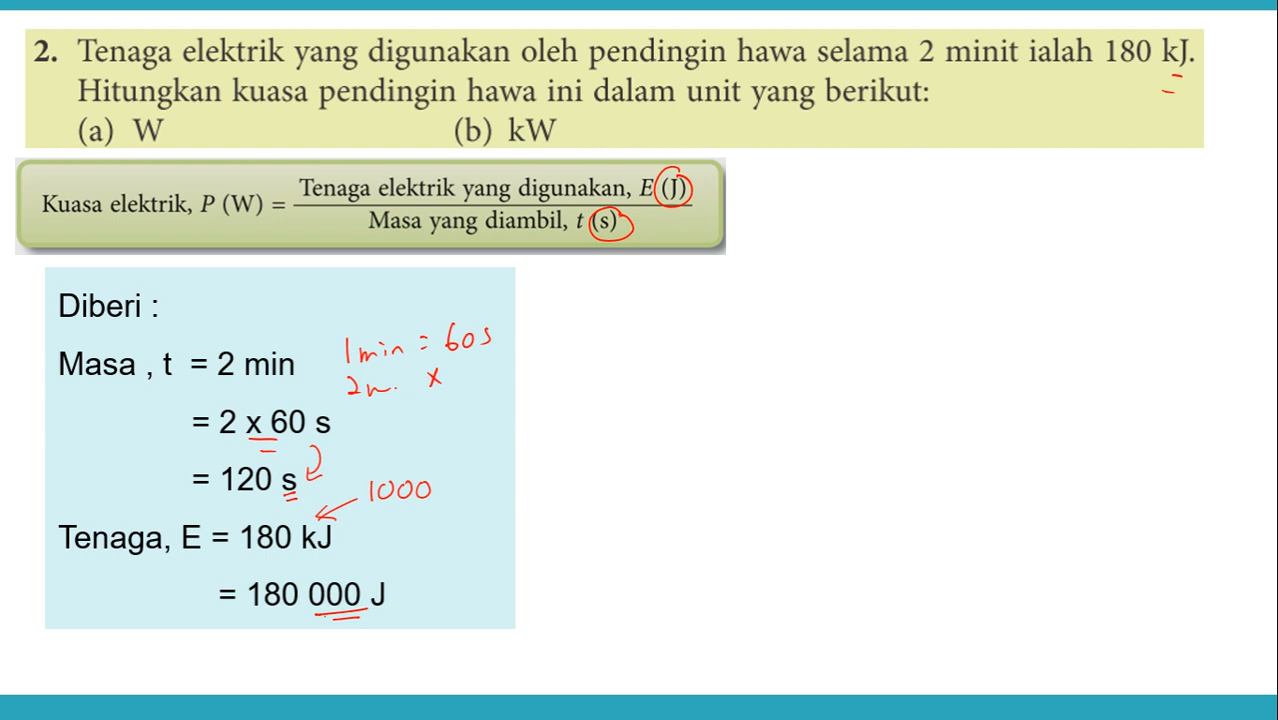 2. Tenaga elektrik yang digunakan oleh pendingin hawa selama 2 minit ialah 180 kJ.
Hitungkan kuasa pendingin hawa ini dalam unit yang berikut:
(a) W (b) kW
Kuasa elektrik, P (W) = Tenaga elektrik yang digunakan, E (J)
Masa yang diambil, t (s)
Diberi :
1min = 60s
Masa , t = 2 min
2m. x
= 2 x 60 s
= 120 s
1000
Tenaga, E = 180 kJ
= 180 000 J